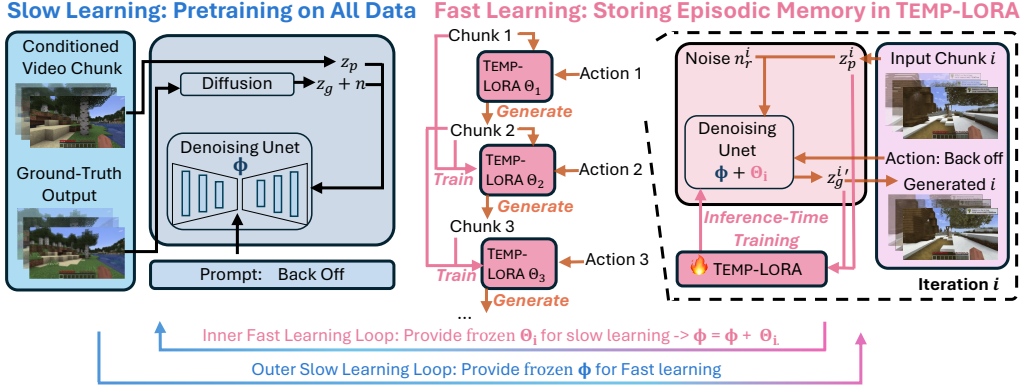 Slow Learning: Pretraining on All Data
Conditioned
Video Chunk
Ground-Truth
Output
Diffusion
z_p
z_g + n
Denoising Unet
ϕ
Prompt: Back Off
Fast Learning: Storing Episodic Memory in TEMP-LORA
Chunk 1
TEMP-
LORA Θ₁
Action 1
Generate
Chunk 2
TEMP-
LORA Θ₂
Action 2
Train
Generate
Chunk 3
TEMP-
LORA Θ₃
Action 3
Train
Generate
...
Noise n_r^i
z_p^i
Input Chunk i
Denoising
Unet
ϕ + Θ_i
Action: Back off
z_g^i′
Generated i
Inference-Time
Training
TEMP-LORA
Iteration i
Inner Fast Learning Loop: Provide frozen Θ_i for slow learning -> ϕ = ϕ + Θ_i.
Outer Slow Learning Loop: Provide frozen ϕ for Fast learning